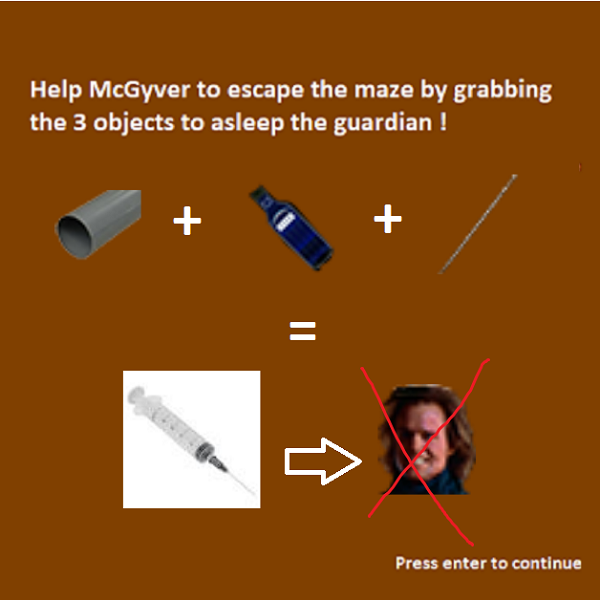 Help McGyver to escape the maze by grabbing
the 3 objects to asleep the guardian !
+ +
=
Press enter to continue